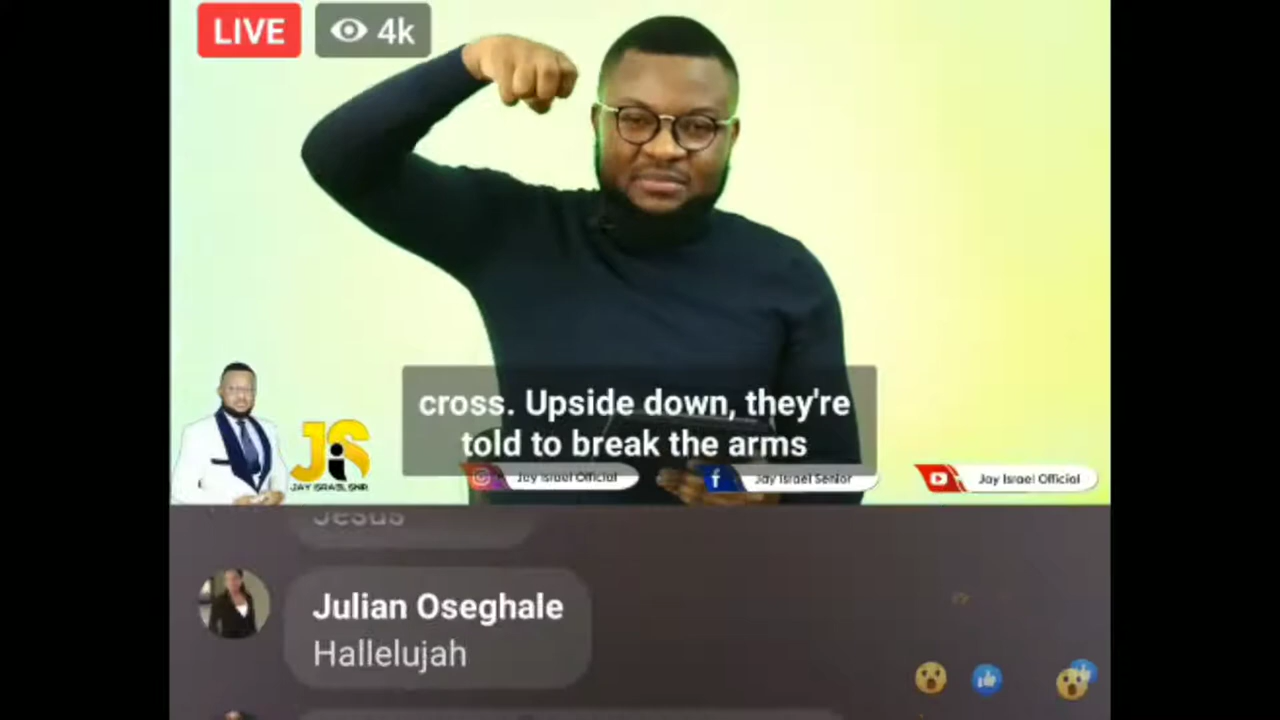 LIVE
4k
cross. Upside down, they're
told to break the arms
JiS
JAY ISRAEL SNR.
Jay Israel Official
f
Jay Israel Senior
Jay Israel Official
Jesus
Julian Oseghale
Hallelujah